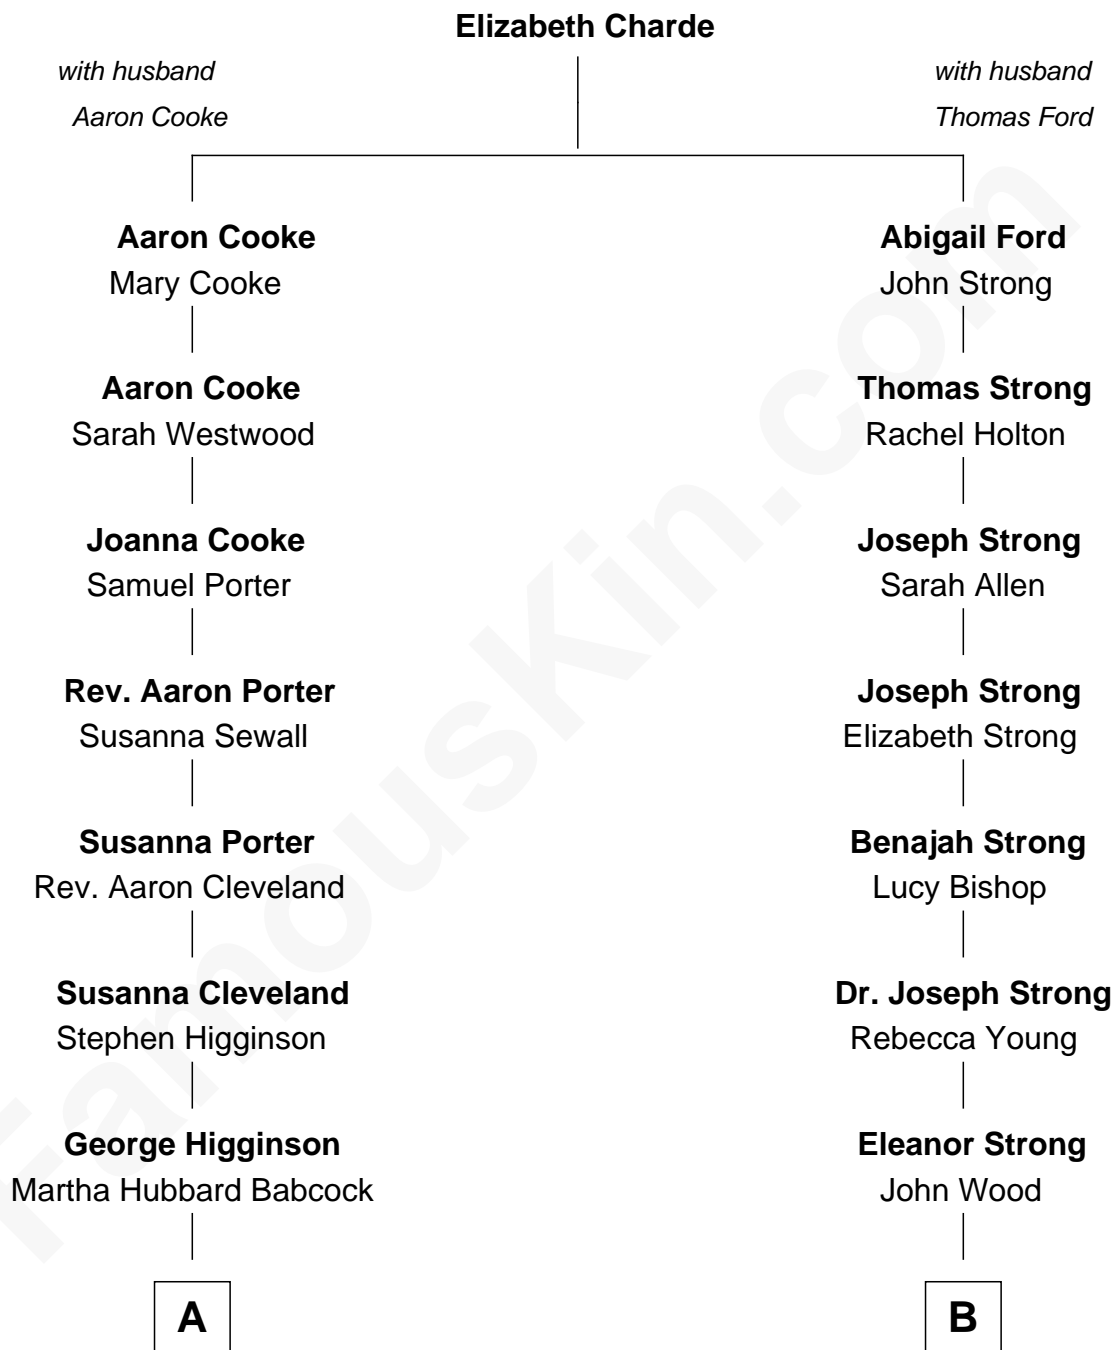 Elizabeth Charde
with husband
Aaron Cooke
with husband
Thomas Ford
Aaron Cooke
Mary Cooke
Abigail Ford
John Strong
Aaron Cooke
Sarah Westwood
Thomas Strong
Rachel Holton
Joanna Cooke
Samuel Porter
Joseph Strong
Sarah Allen
Rev. Aaron Porter
Susanna Sewall
Joseph Strong
Elizabeth Strong
Susanna Porter
Rev. Aaron Cleveland
Benajah Strong
Lucy Bishop
Susanna Cleveland
Stephen Higginson
Dr. Joseph Strong
Rebecca Young
George Higginson
Martha Hubbard Babcock
Eleanor Strong
John Wood
A
B
FamousKin.com